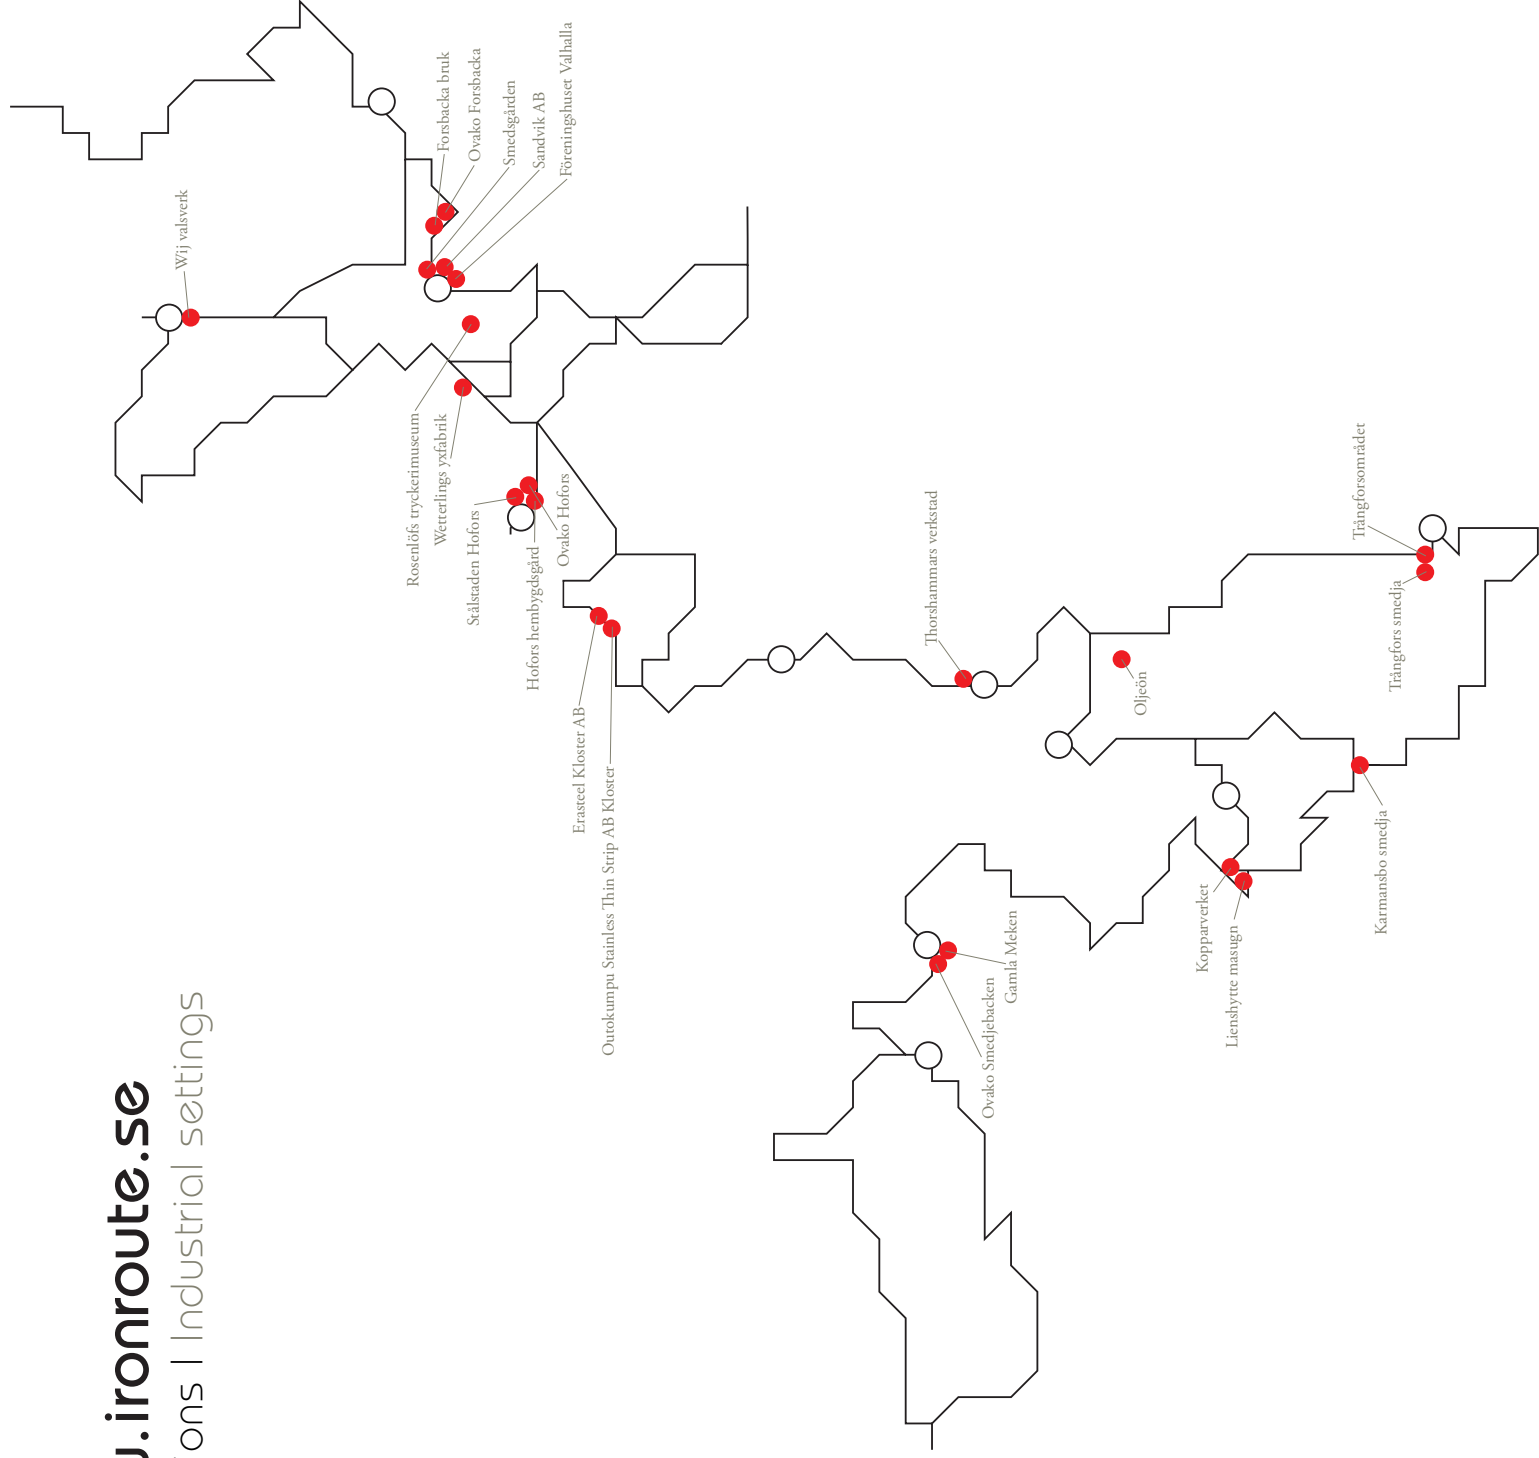 .ironroute.se
ons | Industrial settings
Wij valsverk
Rosenlöfs tryckerimuseum
Wetterlings yxfabrik
Forsbacka bruk
Stålstaden Hofors
Ovako Forsbacka
Smedsgården
Hofors hembygdsgård
Sandvik AB
Ovako Hofors
Föreningshuset Valhalla
Erasteel Kloster AB
Outokumpu Stainless Thin Strip AB Kloster
Thorshammars verkstad
Ovako Smedjebacken
Gamla Meken
Oljeön
Kopparverket
Lienshytte masugn
Trångforsområdet
Karmansbo smedja
Trångfors smedja